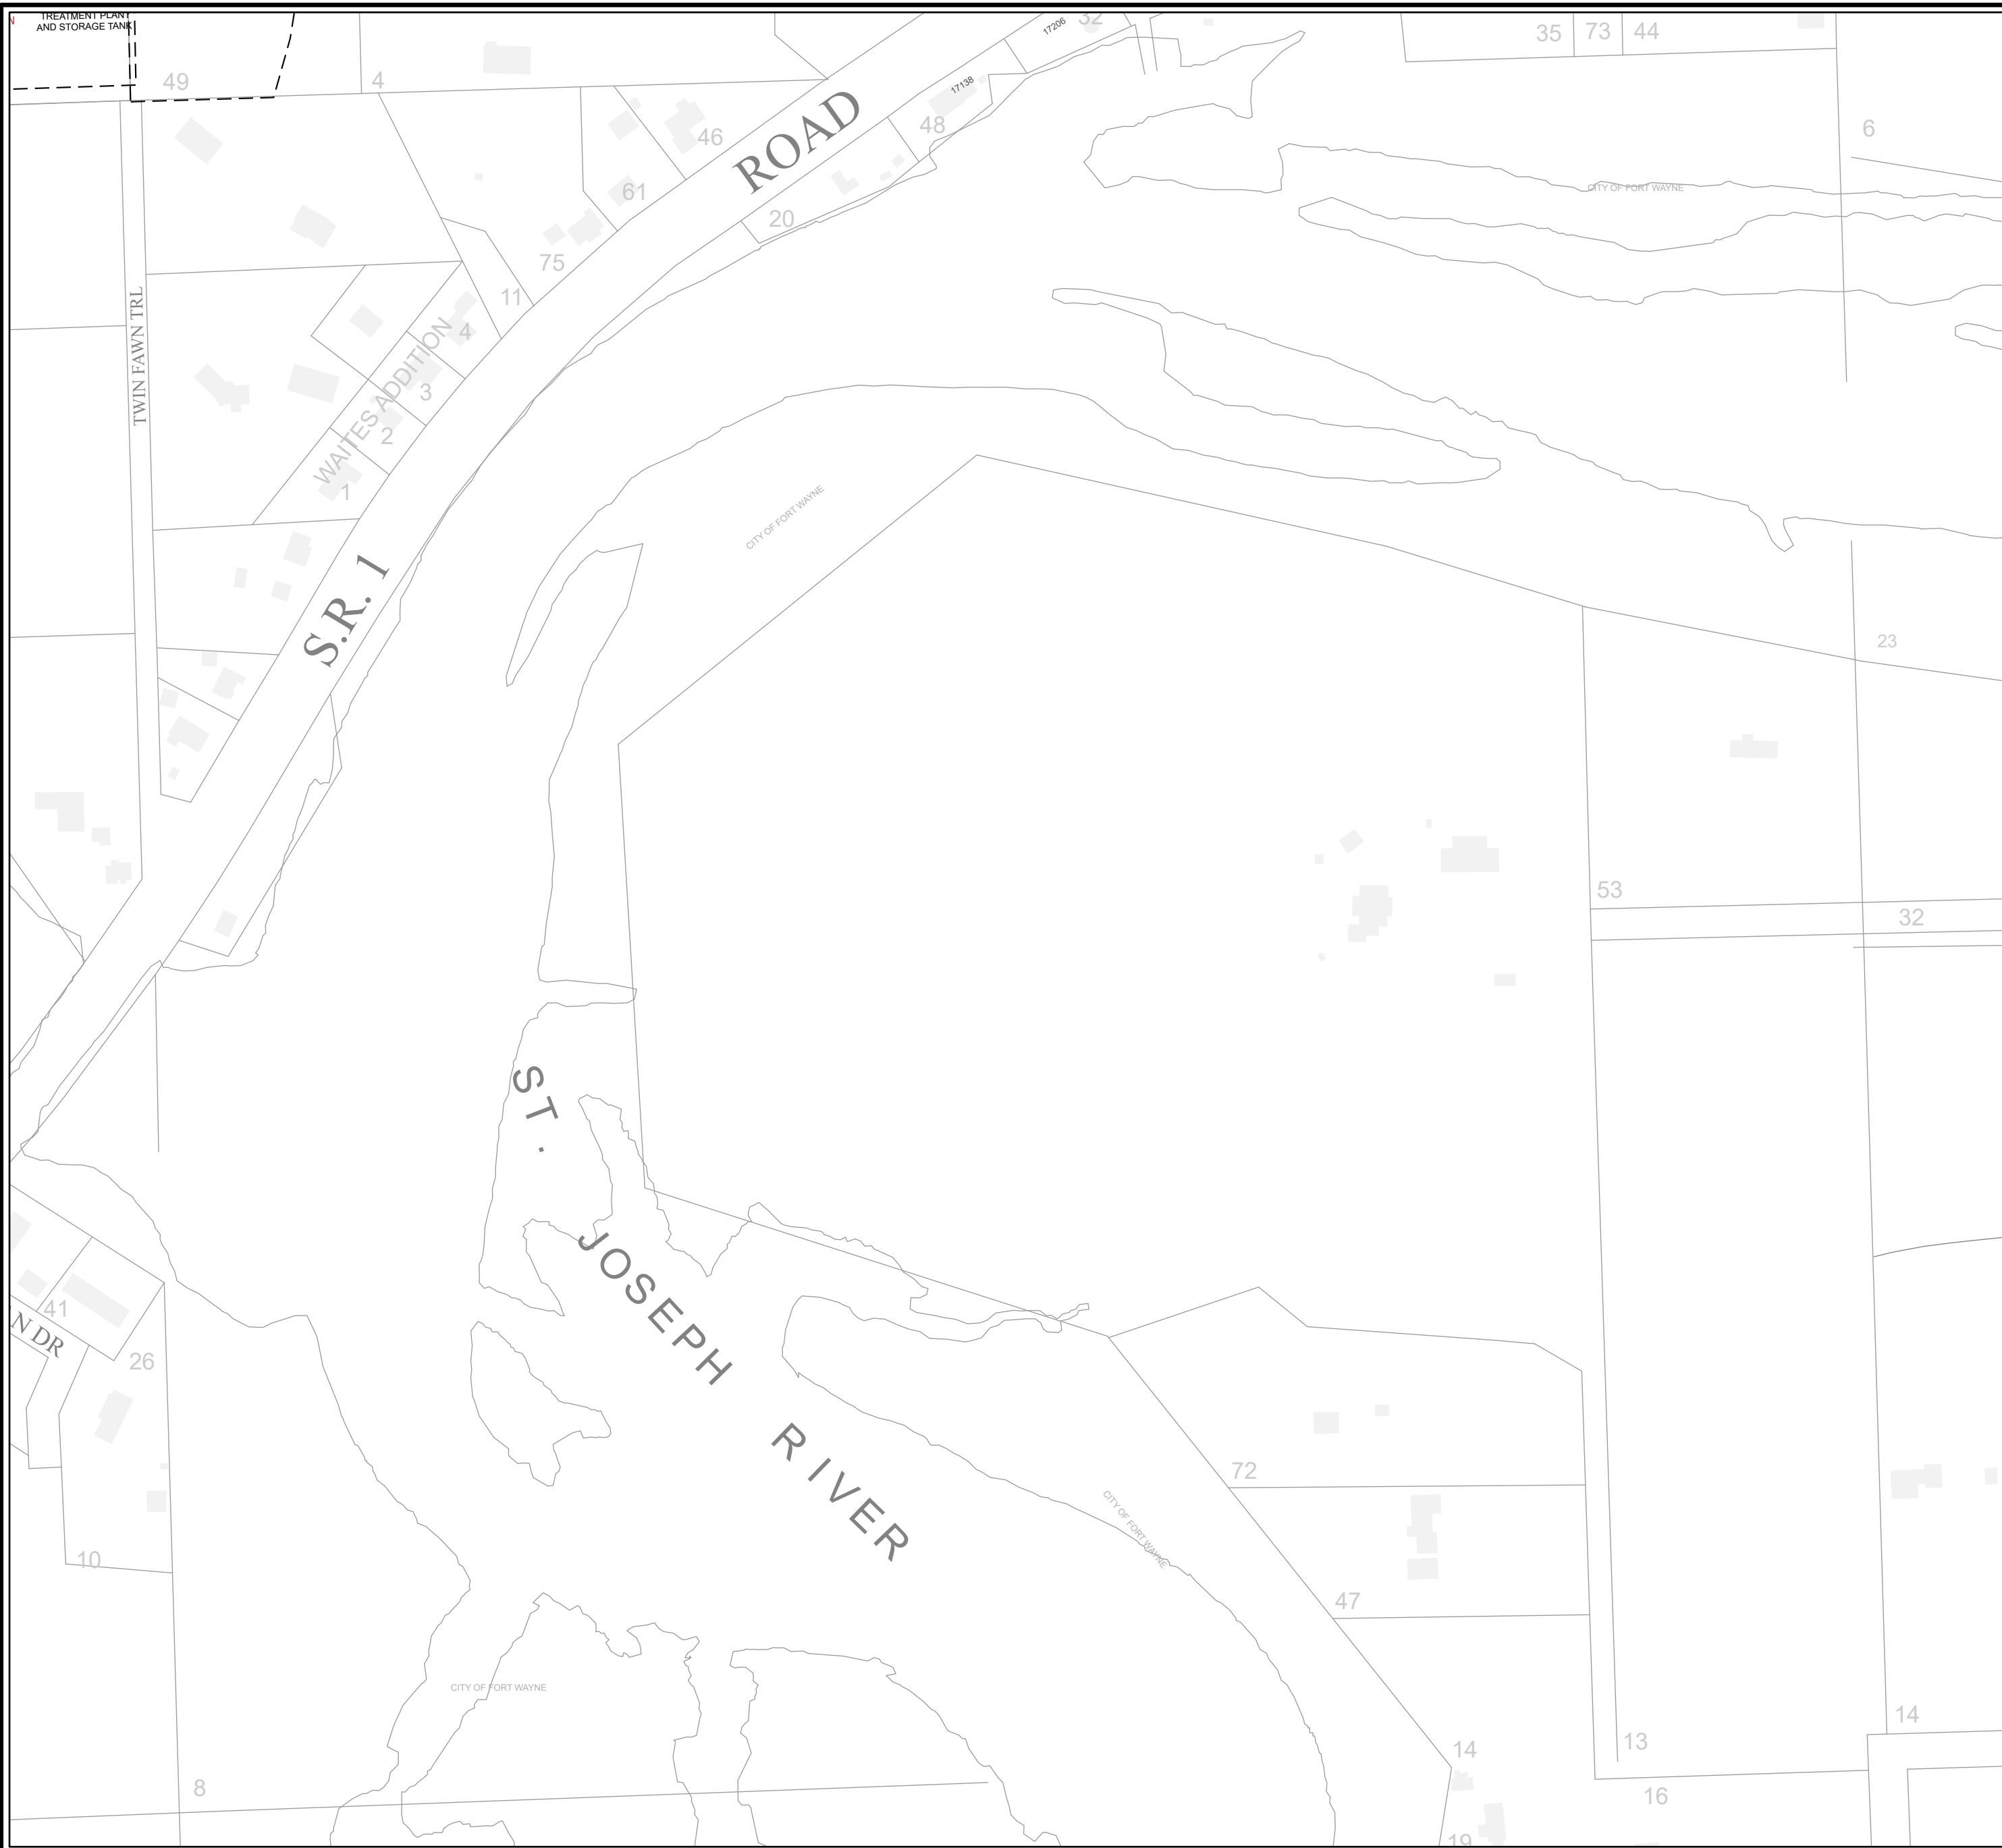 TREATMENT PLANT
AND STORAGE TANK
N
49
4
46
61
75
11
20
48
17138
17206
32
35
73
44
6
ROAD
CITY OF FORT WAYNE
TWIN FAWN TRL
WAITES ADDITION
4
3
2
1
S.R. 1
CITY OF FORT WAYNE
23
53
32
ST. JOSEPH RIVER
41
N DR
26
10
8
CITY OF FORT WAYNE
CITY OF FORT WAYNE
72
47
14
13
14
16
19